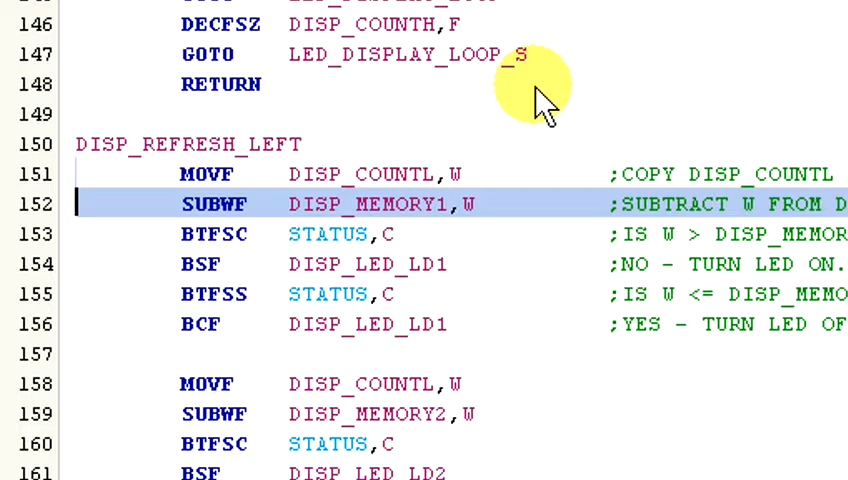 146 DECFSZ DISP_COUNTH,F
147 GOTO LED_DISPLAY_LOOP_S
148 RETURN
149
150 DISP_REFRESH_LEFT
151 MOVF DISP_COUNTL,W ;COPY DISP_COUNTL
152 SUBWF DISP_MEMORY1,W ;SUBTRACT W FROM D
153 BTFSC STATUS,C ;IS W > DISP_MEMOR
154 BSF DISP_LED_LD1 ;NO - TURN LED ON.
155 BTFSS STATUS,C ;IS W <= DISP_MEMO
156 BCF DISP_LED_LD1 ;YES - TURN LED OF
157
158 MOVF DISP_COUNTL,W
159 SUBWF DISP_MEMORY2,W
160 BTFSC STATUS,C
161 BSF DISP_LED_LD2